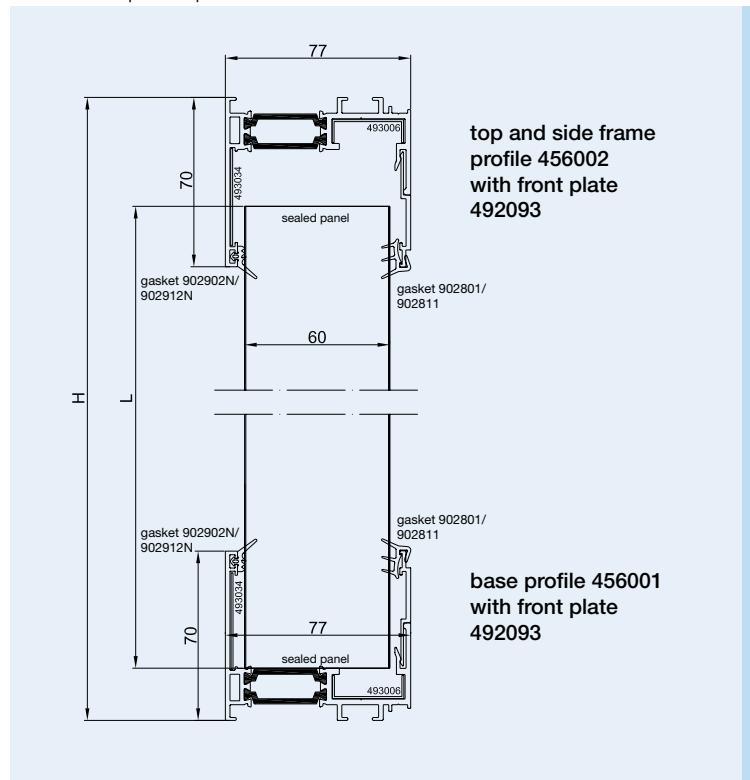 77
493006
top and side frame
profile 456002
with front plate
492093
70
493034
sealed panel
gasket 902902N/
902912N
gasket 902801/
902811
60
H
L
gasket 902902N/
902912N
gasket 902801/
902811
base profile 456001
with front plate
492093
493034
77
70
sealed panel
493006